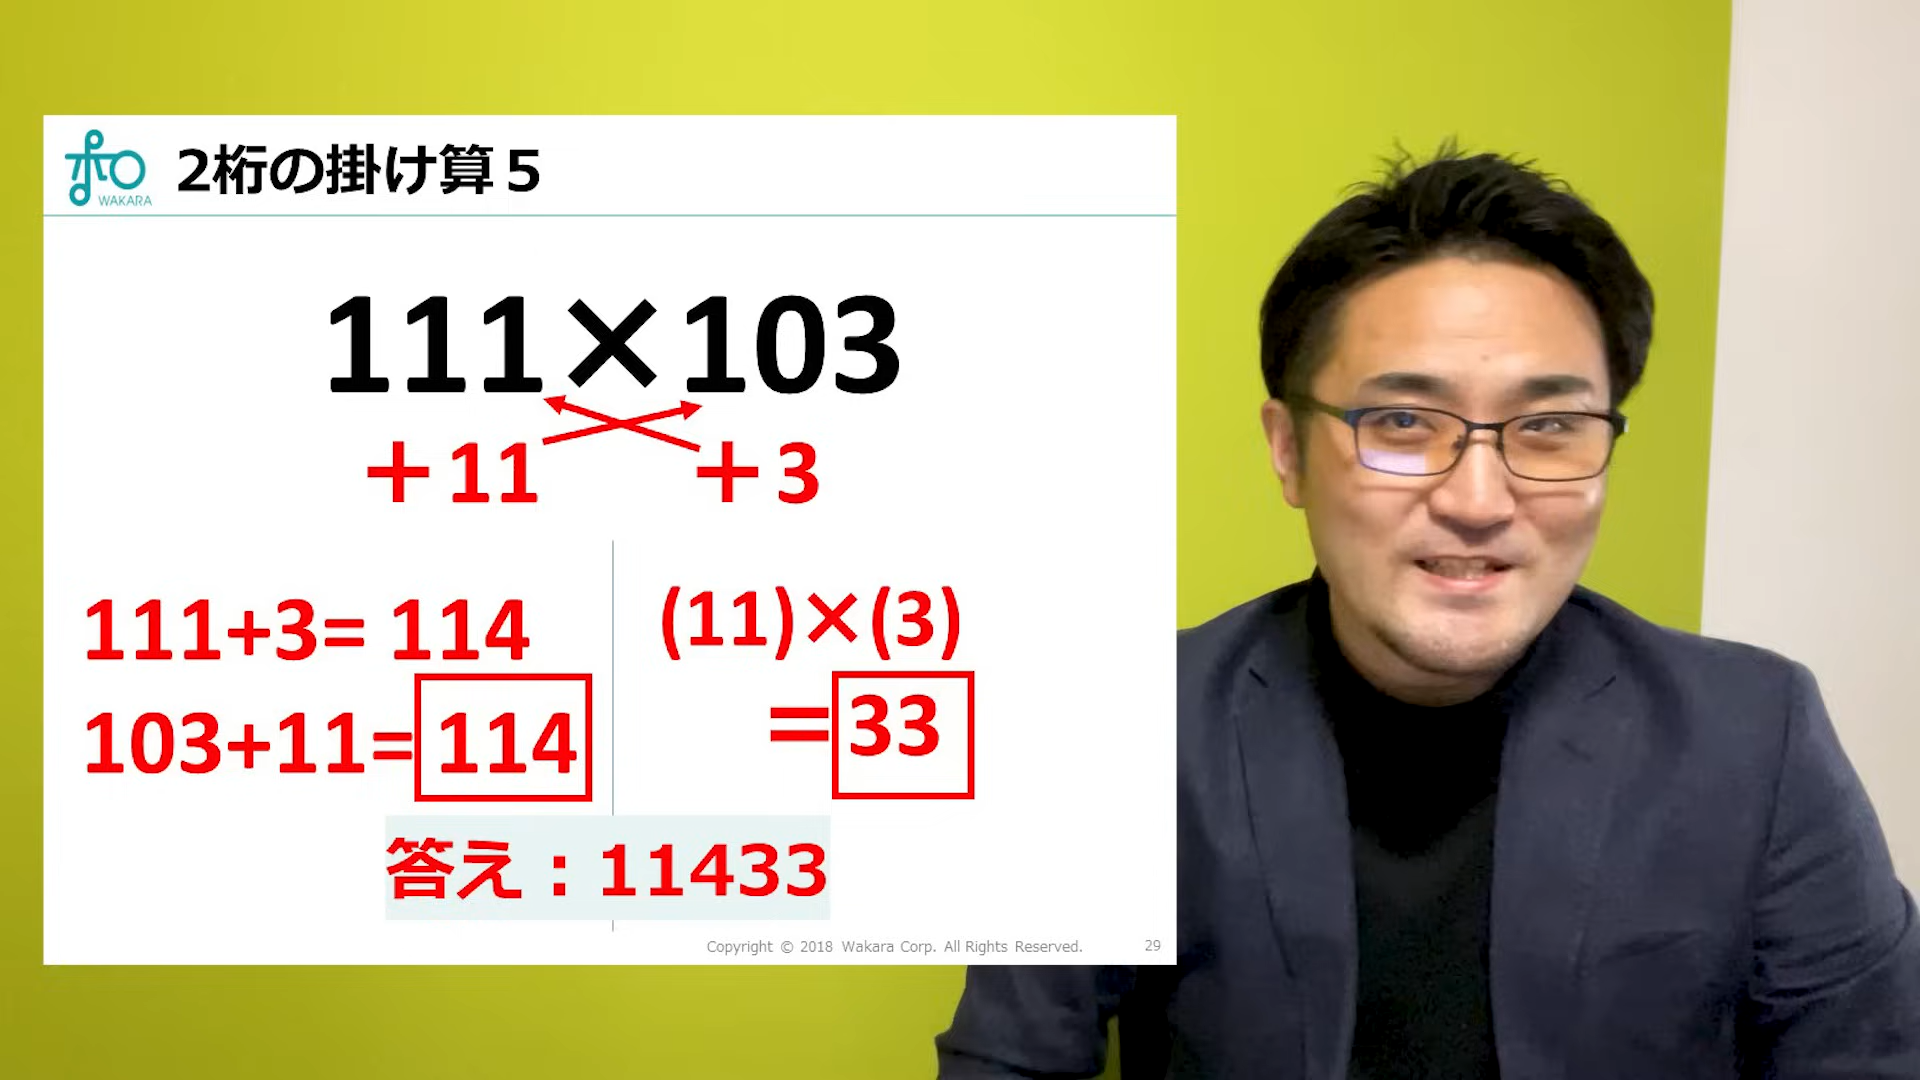 WAKARA
2桁の掛け算５
111×103
＋11
＋3
111+3= 114
103+11= 114
(11)×(3)
＝33
答え：11433
Copyright © 2018 Wakara Corp. All Rights Reserved.
29